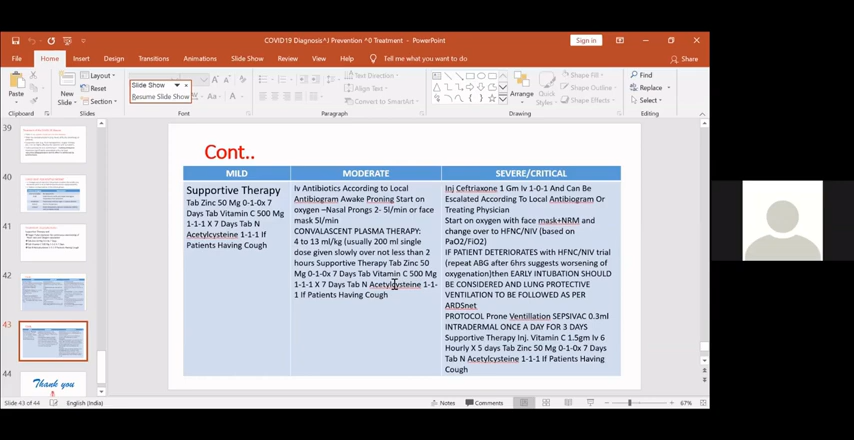 COVID19 Diagnosis^J Prevention ^0 Treatment - PowerPoint
Sign in
File Home Insert Design Transitions Animations Slide Show Review View Help Tell me what you want to do Share
Paste
New Slide
Layout
Reset
Section
Slide Show
Resume Slide Show
Text Direction
Align Text
Convert to SmartArt
Arrange
Quick Styles
Shape Fill
Shape Outline
Shape Effects
Find
Replace
Select
Clipboard Slides Font Paragraph Drawing Editing
39
40
41
42
43
44
Thank you
Cont..
MILD MODERATE SEVERE/CRITICAL
Supportive Therapy
Tab Zinc 50 Mg 0-1-0x 7
Days Tab Vitamin C 500 Mg
1-1-1 X 7 Days Tab N
Acetylcysteine 1-1-1 If
Patients Having Cough
Iv Antibiotics According to Local
Antibiogram Awake Proning Start on
oxygen –Nasal Prongs 2- 5l/min or face
mask 5l/min
CONVALASCENT PLASMA THERAPY:
4 to 13 ml/kg (usually 200 ml single
dose given slowly over not less than 2
hours Supportive Therapy Tab Zinc 50
Mg 0-1-0x 7 Days Tab Vitamin C 500 Mg
1-1-1 X 7 Days Tab N Acetylcysteine 1-1-
1 If Patients Having Cough
Inj Ceftriaxone 1 Gm Iv 1-0-1 And Can Be
Escalated According To Local Antibiogram Or
Treating Physician
Start on oxygen with face mask+NRM and
change over to HFNC/NIV (based on
PaO2/FiO2)
IF PATIENT DETERIORATES with HFNC/NIV trial
(repeat ABG after 6hrs suggests worsening of
oxygenation)then EARLY INTUBATION SHOULD
BE CONSIDERED AND LUNG PROTECTIVE
VENTILATION TO BE FOLLOWED AS PER
ARDSnet
PROTOCOL Prone Ventillation SEPSIVAC 0.3ml
INTRADERMAL ONCE A DAY FOR 3 DAYS
Supportive Therapy Inj. Vitamin C 1.5gm Iv 6
Hourly X 5 days Tab Zinc 50 Mg 0-1-0x 7 Days
Tab N Acetylcysteine 1-1-1 If Patients Having
Cough
Slide 43 of 44 English (India) Notes Comments 67%